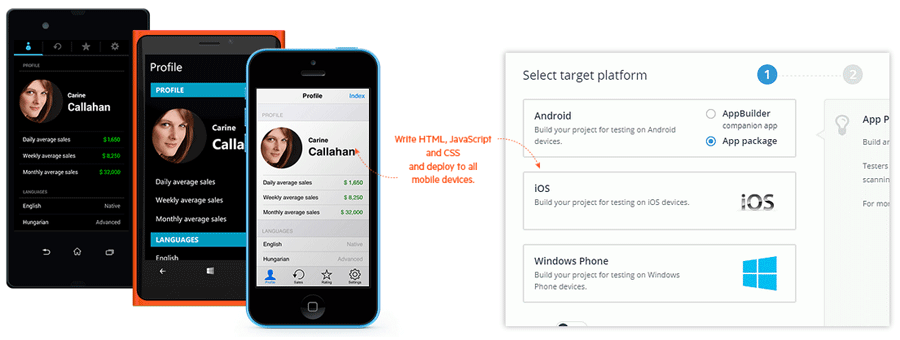 PROFILE
Carine
Callahan
Daily average sales $ 1,650
Weekly average sales $ 8,250
Monthly average sales $ 32,000
LANGUAGES
English Native
Hungarian Advanced
Profile
PROFILE
Carine
Callahan
Daily average sales
Weekly average sales
Monthly average sales
LANGUAGES
English
Profile Index
PROFILE
Carine
Callahan
Daily average sales $ 1,650
Weekly average sales $ 8,250
Monthly average sales $ 32,000
LANGUAGES
English Native
Hungarian Advanced
Profile Sales Rating Settings
Write HTML, JavaScript
and CSS
and deploy to all
mobile devices.
Select target platform
1
2
Android
Build your project for testing on Android
devices.
AppBuilder
companion app
App package
iOS
Build your project for testing on iOS devices.
iOS
Windows Phone
Build your project for testing on Windows
Phone devices.
App P
Build an
Testers
scannin
For mo